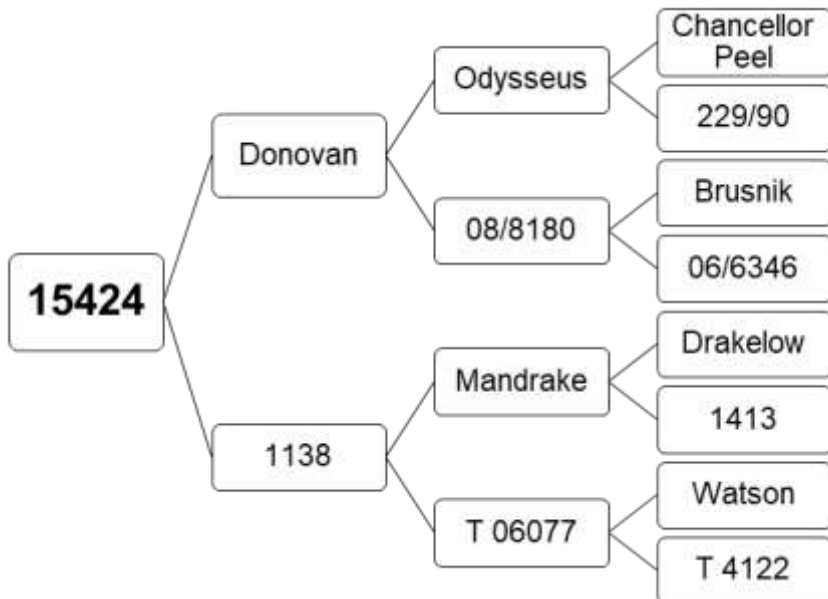 Chancellor
Peel
Odysseus
229/90
Donovan
Brusnik
08/8180
06/6346
15424
Drakelow
Mandrake
1413
1138
Watson
T 06077
T 4122